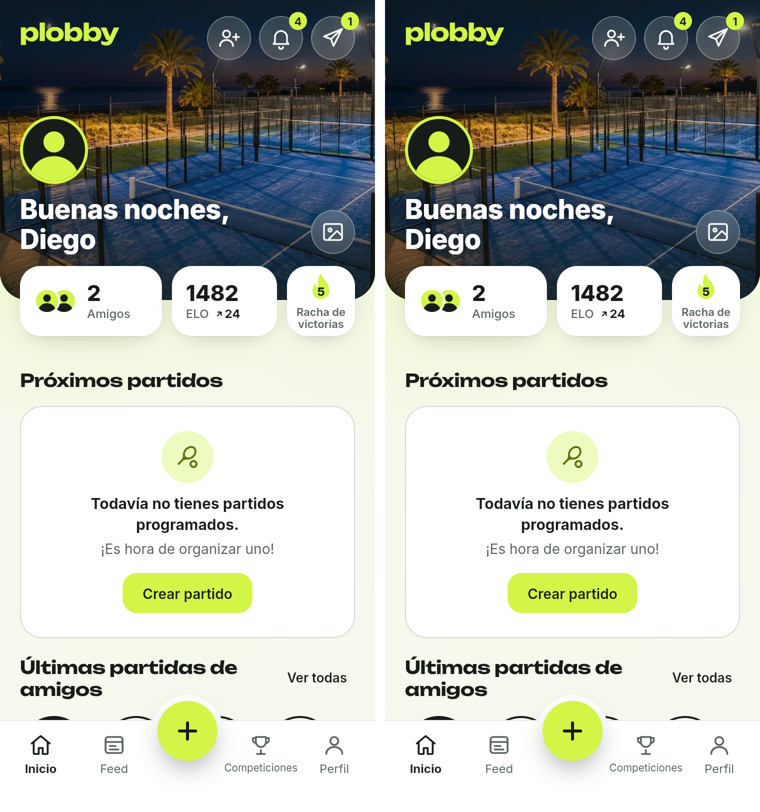 plobby
4
1
Buenas noches,
Diego
2
Amigos
1482
ELO ↗24
5
Racha de
victorias
Próximos partidos
Todavía no tienes partidos
programados.
¡Es hora de organizar uno!
Crear partido
Últimas partidas de
amigos
Ver todas
Inicio
Feed
Competiciones
Perfil
plobby
4
1
Buenas noches,
Diego
2
Amigos
1482
ELO ↗24
5
Racha de
victorias
Próximos partidos
Todavía no tienes partidos
programados.
¡Es hora de organizar uno!
Crear partido
Últimas partidas de
amigos
Ver todas
Inicio
Feed
Competiciones
Perfil